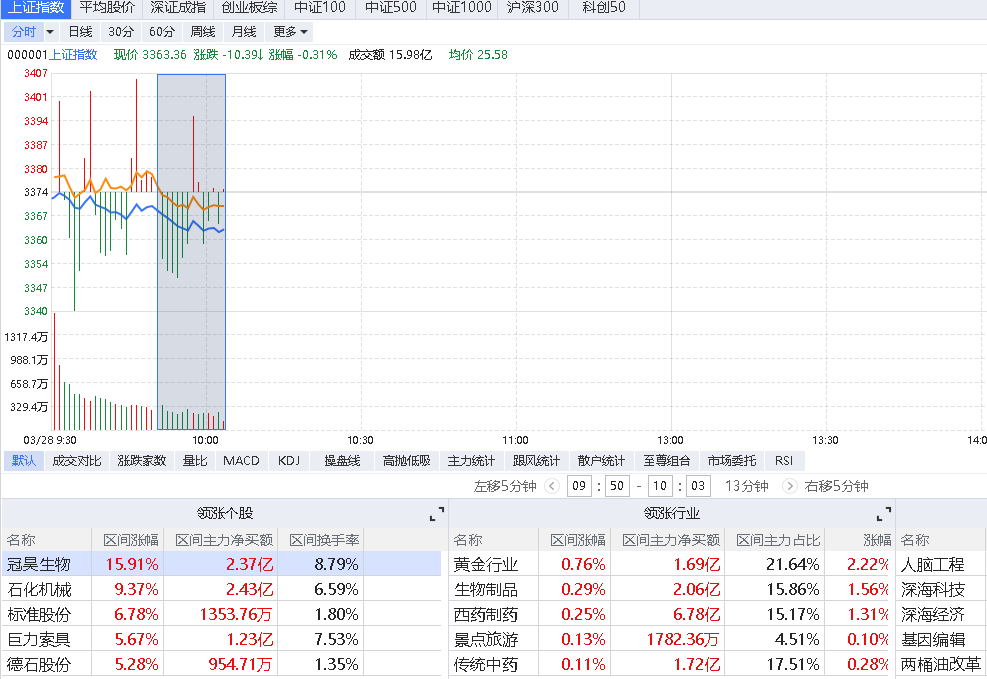 上证指数 平均股价 深证成指 创业板综 中证100 中证500 中证1000 沪深300 科创50
分时 日线 30分 60分 周线 月线 更多
000001上证指数 现价 3363.36 涨跌 -10.39↓ 涨幅 -0.31% 成交额 15.98亿 均价 25.58
3407
3401
3394
3387
3380
3374
3367
3360
3354
3347
3340
1317.4万
988.1万
658.7万
329.4万
03/28 9:30 10:00 10:30 11:00 13:00 13:30 14:0
默认 成交对比 涨跌家数 量比 MACD KDJ 操盘线 高抛低吸 主力统计 跟风统计 散户统计 至尊组合 市场委托 RSI
左移5分钟 09 : 50 - 10 : 03 13分钟 右移5分钟
领涨个股 领涨行业
名称 区间涨幅 区间主力净买额 区间换手率 名称 区间涨幅 区间主力净买额 区间主力占比 涨幅 名称
冠昊生物 15.91% 2.37亿 8.79% 黄金行业 0.76% 1.69亿 21.64% 2.22% 人脑工程
石化机械 9.37% 2.43亿 6.59% 生物制品 0.29% 2.06亿 15.86% 1.56% 深海科技
标准股份 6.78% 1353.76万 1.80% 西药制药 0.25% 6.78亿 15.17% 1.31% 深海经济
巨力索具 5.67% 1.23亿 7.53% 景点旅游 0.13% 1782.36万 4.51% 0.10% 基因编辑
德石股份 5.28% 954.71万 1.35% 传统中药 0.11% 1.72亿 17.51% 0.28% 两桶油改革